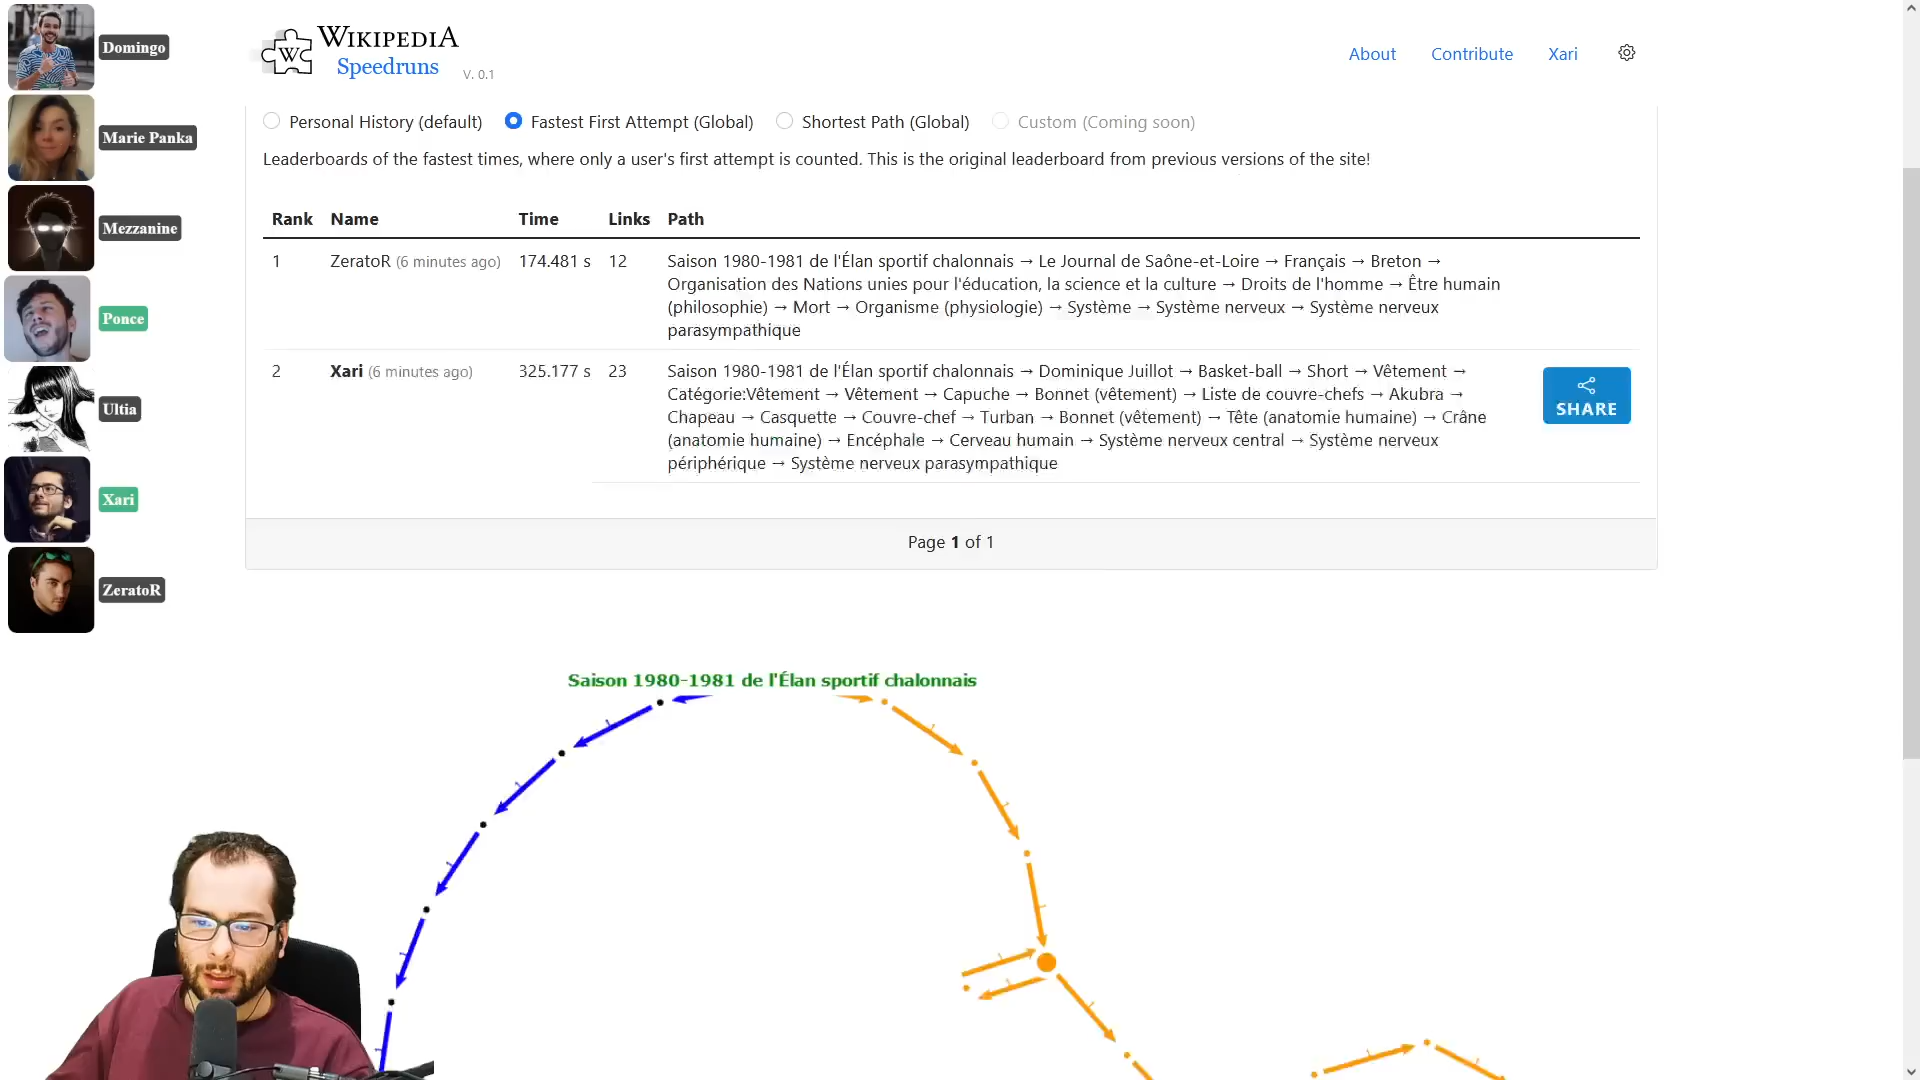 Domingo
Marie Panka
Mezzanine
Ponce
Ultia
Xari
ZeratoR
W
WIKIPEDIA
Speedruns
V. 0.1
About
Contribute
Xari
Personal History (default)
Fastest First Attempt (Global)
Shortest Path (Global)
Custom (Coming soon)
Leaderboards of the fastest times, where only a user's first attempt is counted. This is the original leaderboard from previous versions of the site!
Rank Name Time Links Path
1 ZeratoR (6 minutes ago) 174.481 s 12 Saison 1980-1981 de l'Élan sportif chalonnais → Le Journal de Saône-et-Loire → Français → Breton →
Organisation des Nations unies pour l'éducation, la science et la culture → Droits de l'homme → Être humain
(philosophie) → Mort → Organisme (physiologie) → Système → Système nerveux → Système nerveux
parasympathique
2 Xari (6 minutes ago) 325.177 s 23 Saison 1980-1981 de l'Élan sportif chalonnais → Dominique Juillot → Basket-ball → Short → Vêtement →
Catégorie:Vêtement → Vêtement → Capuche → Bonnet (vêtement) → Liste de couvre-chefs → Akubra →
Chapeau → Casquette → Couvre-chef → Turban → Bonnet (vêtement) → Tête (anatomie humaine) → Crâne
(anatomie humaine) → Encéphale → Cerveau humain → Système nerveux central → Système nerveux
périphérique → Système nerveux parasympathique
SHARE
Page 1 of 1
Saison 1980-1981 de l'Élan sportif chalonnais